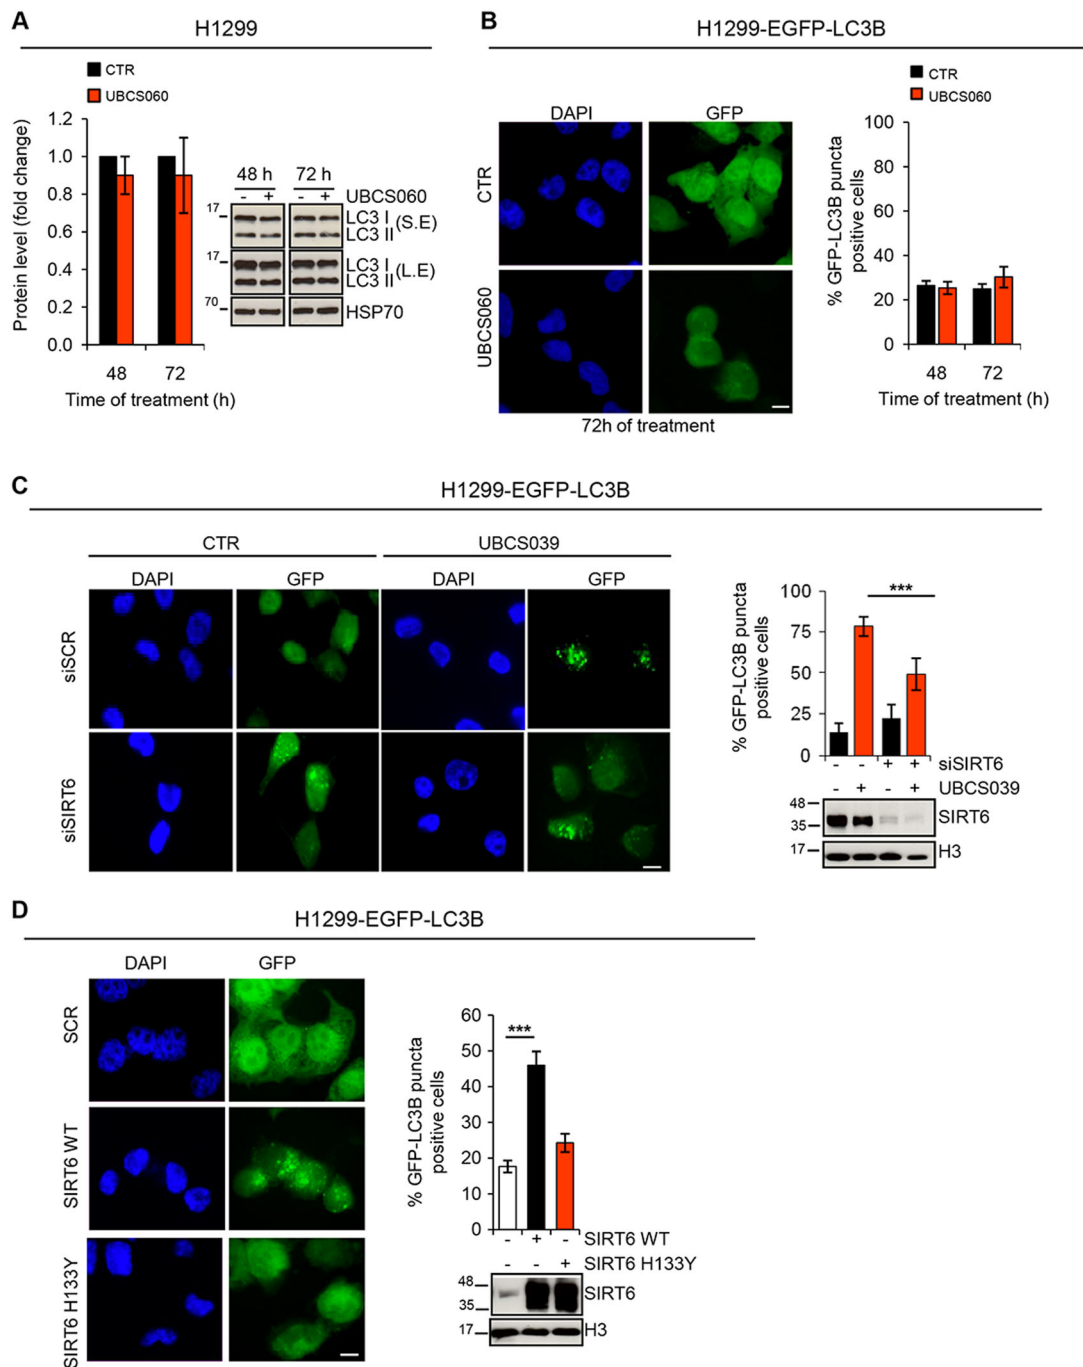 A
H1299
CTR
UBCS060
Protein level (fold change)
1.2
1.0
0.8
0.6
0.4
0.2
0.0
48 72
Time of treatment (h)
48 h 72 h
- + - + UBCS060
17 LC3 I (S.E)
LC3 II
17 LC3 I (L.E)
LC3 II
70 HSP70
B
H1299-EGFP-LC3B
DAPI GFP
CTR
UBCS060
72h of treatment
CTR
UBCS060
% GFP-LC3B puncta
positive cells
100
80
60
40
20
0
48 72
Time of treatment (h)
C
H1299-EGFP-LC3B
CTR UBCS039
DAPI GFP DAPI GFP
siSCR
siSIRT6
% GFP-LC3B puncta
positive cells
100
75
50
25
0
***
- - + + siSIRT6
- + - + UBCS039
48
35 SIRT6
17 H3
D
H1299-EGFP-LC3B
DAPI GFP
SCR
SIRT6 WT
SIRT6 H133Y
% GFP-LC3B puncta
positive cells
60
50
40
30
20
10
0
***
- + - SIRT6 WT
- - + SIRT6 H133Y
48
35 SIRT6
17 H3